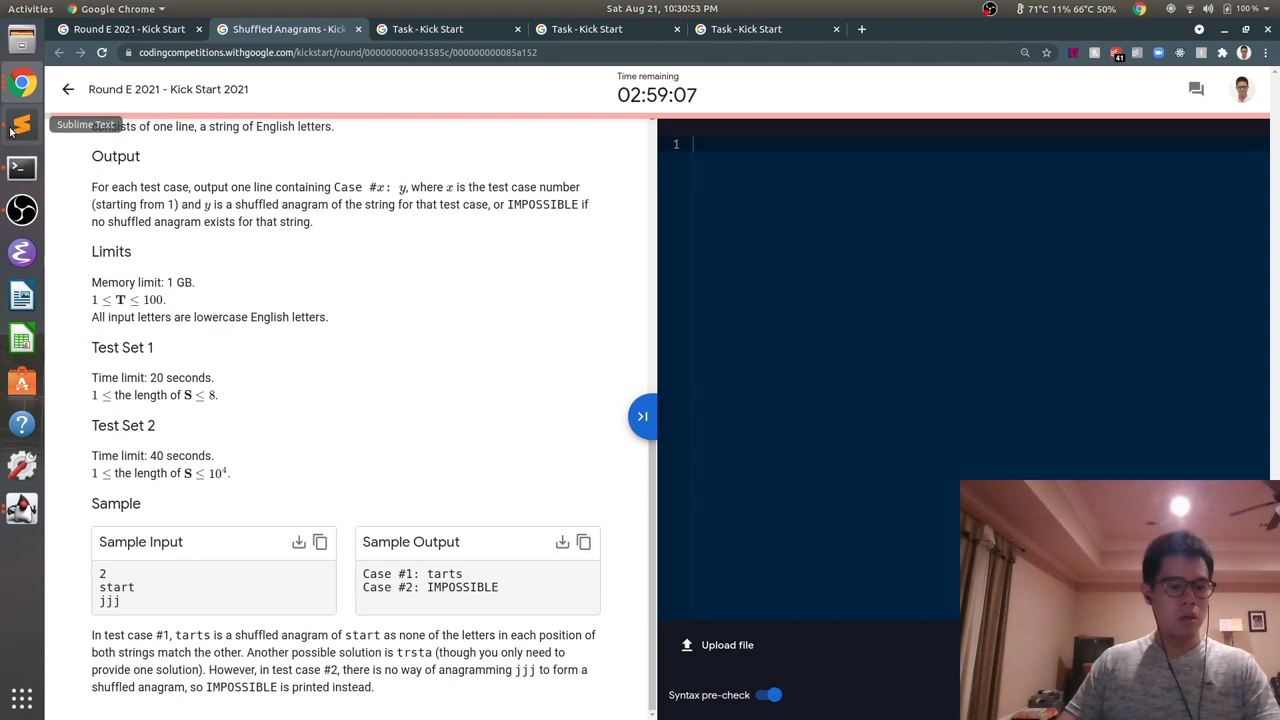 Activities
Google Chrome
Sat Aug 21, 10:30:53 PM
71°C 11% 66°C 50%
100 %
Round E 2021 - Kick Start
Shuffled Anagrams - Kick
Task - Kick Start
Task - Kick Start
Task - Kick Start
codingcompetitions.withgoogle.com/kickstart/round/000000000043585c/000000000085a152
41
Round E 2021 - Kick Start 2021
Time remaining
02:59:07
Sublime Text
consists of one line, a string of English letters.
Output
For each test case, output one line containing Case #x: y, where x is the test case number
(starting from 1) and y is a shuffled anagram of the string for that test case, or IMPOSSIBLE if
no shuffled anagram exists for that string.
Limits
Memory limit: 1 GB.
1 ≤ T ≤ 100.
All input letters are lowercase English letters.
Test Set 1
Time limit: 20 seconds.
1 ≤ the length of S ≤ 8.
Test Set 2
Time limit: 40 seconds.
1 ≤ the length of S ≤ 10⁴.
Sample
Sample Input
2
start
jjj
Sample Output
Case #1: tarts
Case #2: IMPOSSIBLE
In test case #1, tarts is a shuffled anagram of start as none of the letters in each position of
both strings match the other. Another possible solution is trsta (though you only need to
provide one solution). However, in test case #2, there is no way of anagramming jjj to form a
shuffled anagram, so IMPOSSIBLE is printed instead.
1
Upload file
Syntax pre-check